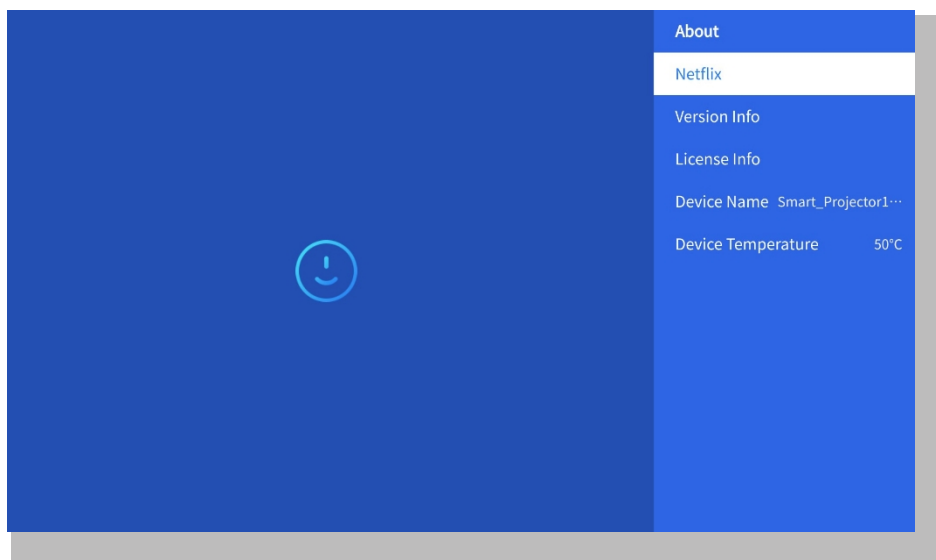 About
Netflix
Version Info
License Info
Device Name Smart_Projector1…
Device Temperature 50°C